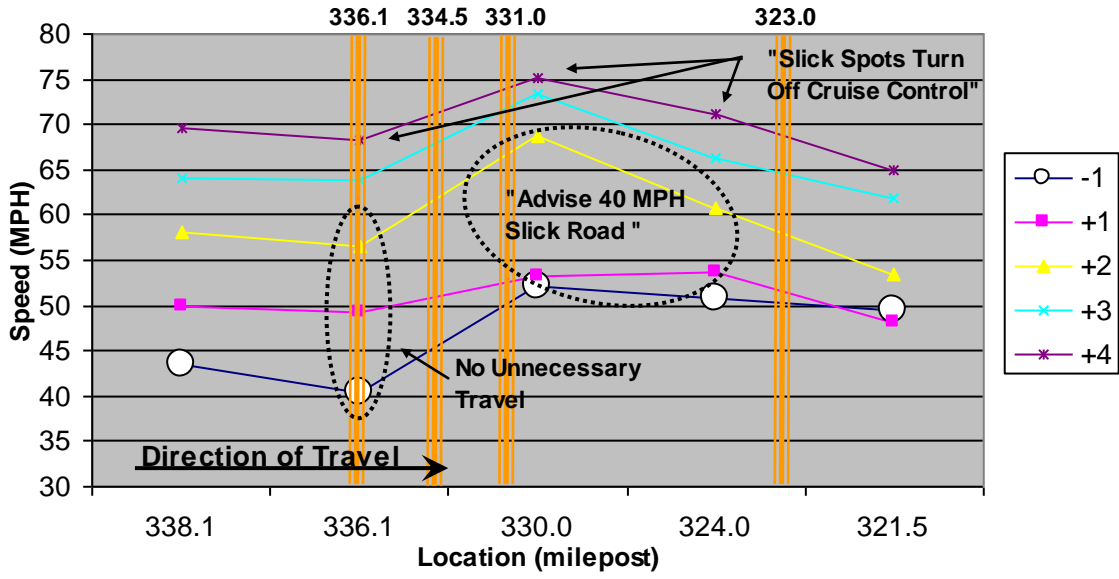 336.1 334.5 331.0 323.0
80
75
70
65
60
55
50
45
40
35
30
Speed (MPH)
"Slick Spots Turn
Off Cruise Control"
"Advise 40 MPH
Slick Road "
No Unnecessary
Travel
Direction of Travel
338.1 336.1 330.0 324.0 321.5
Location (milepost)
-1
+1
+2
+3
+4